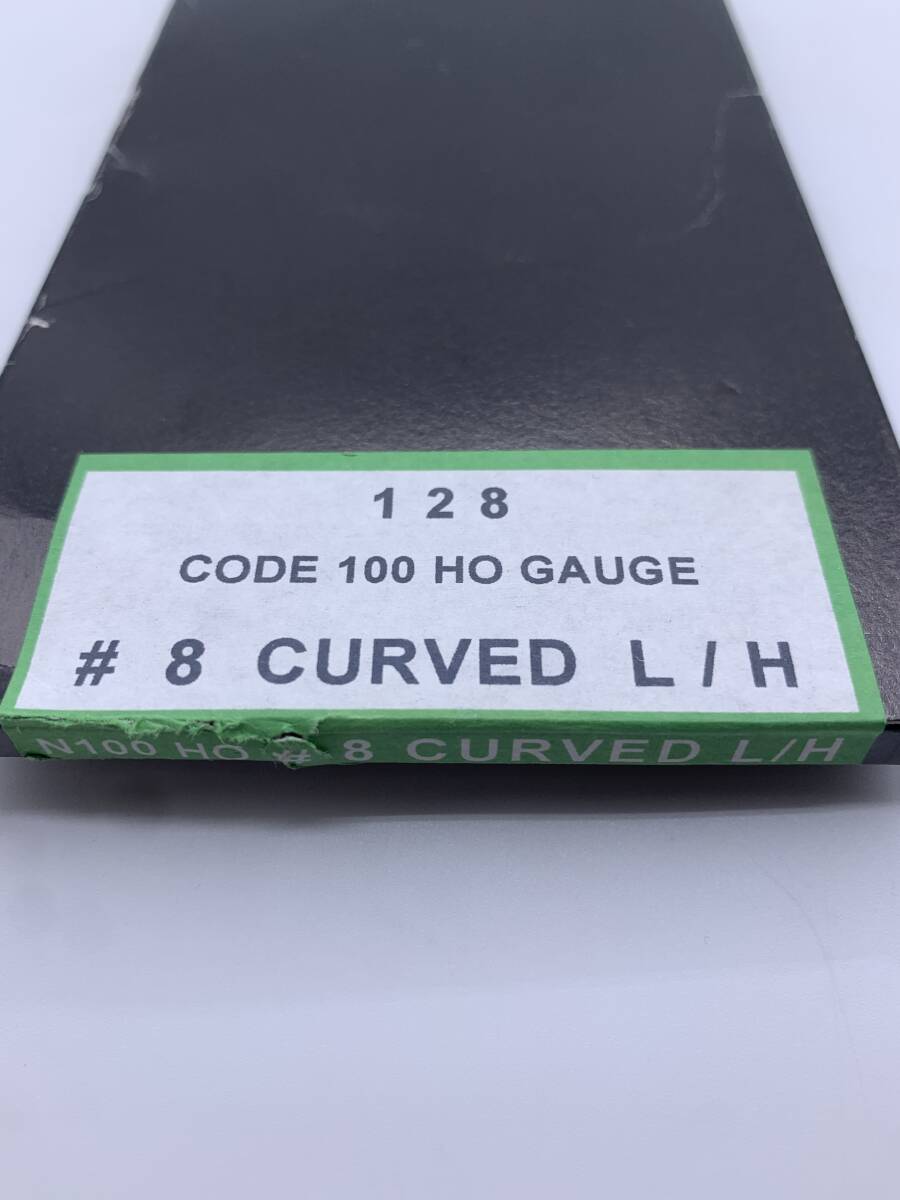 1 2 8
CODE 100 HO GAUGE
# 8 CURVED L / H
N100 HO # 8 CURVED L/H